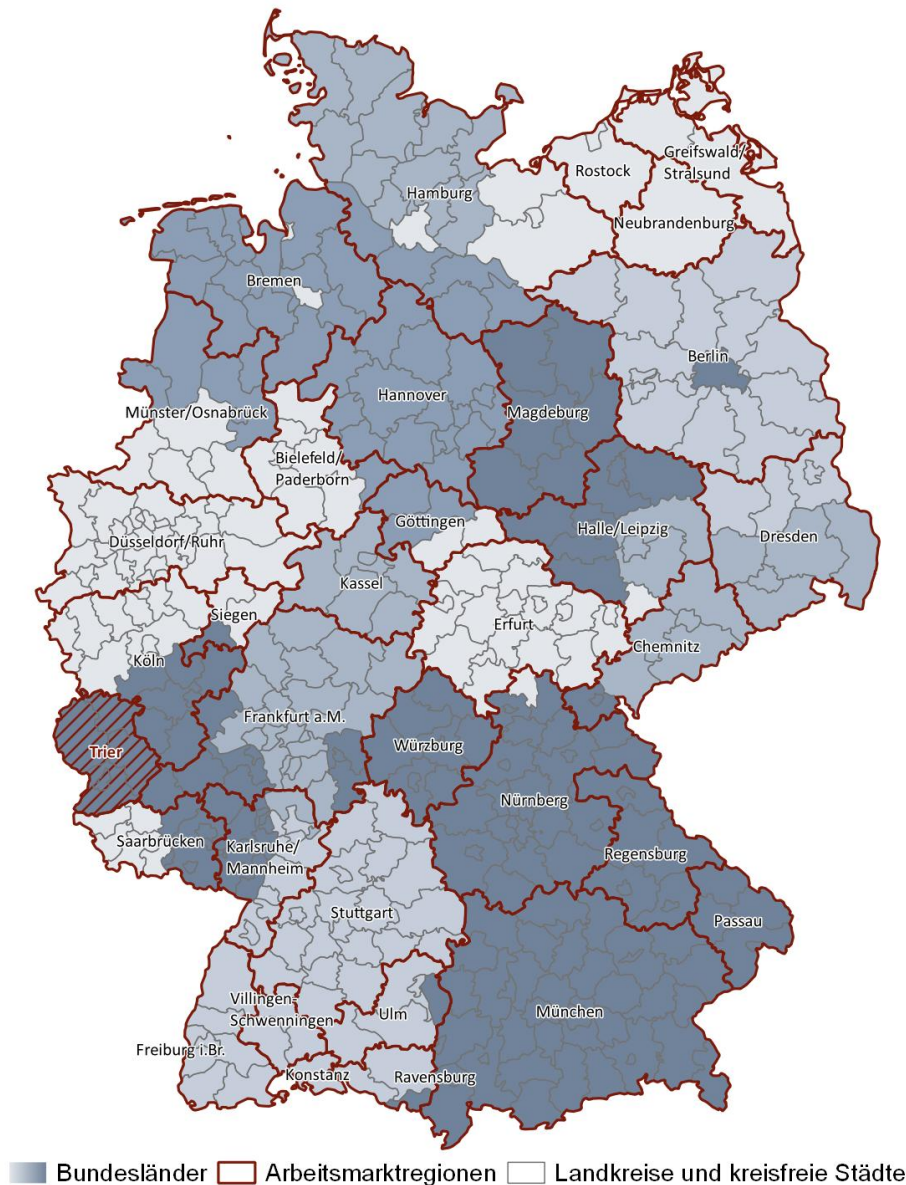 Greifswald/
Stralsund
Rostock
Hamburg
Neubrandenburg
Bremen
Berlin
Hannover
Magdeburg
Münster/Osnabrück
Bielefeld/
Paderborn
Göttingen
Halle/Leipzig
Dresden
Düsseldorf/Ruhr
Kassel
Siegen
Erfurt
Chemnitz
Köln
Frankfurt a.M.
Würzburg
Trier
Nürnberg
Saarbrücken
Karlsruhe/
Mannheim
Regensburg
Stuttgart
Passau
Villingen-
Schwenningen
Ulm
München
Freiburg i.Br.
Konstanz
Ravensburg
Bundesländer Arbeitsmarktregionen Landkreise und kreisfreie Städte